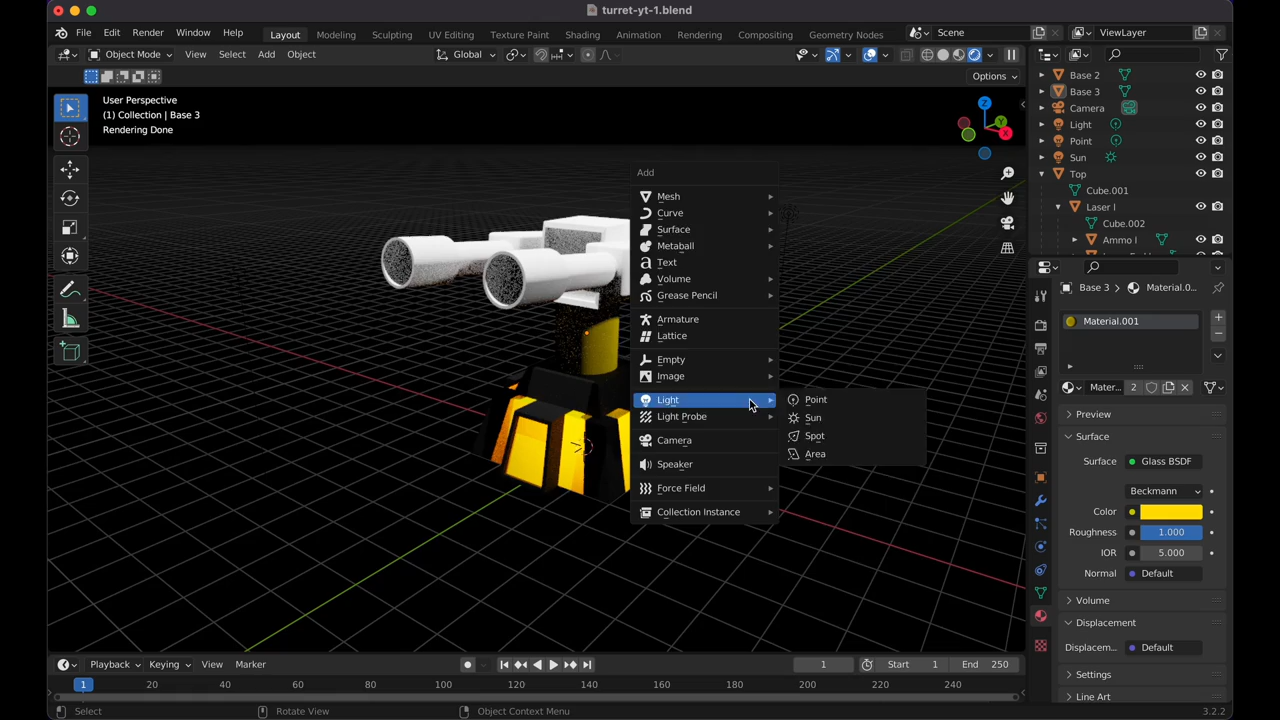 turret-yt-1.blend
File Edit Render Window Help
Layout Modeling Sculpting UV Editing Texture Paint Shading Animation Rendering Compositing Geometry Nodes
Scene
ViewLayer
Object Mode View Select Add Object
Global
Options
User Perspective
(1) Collection | Base 3
Rendering Done
Z
Y
X
Base 2
Base 3
Camera
Light
Point
Sun
Top
Cube.001
Laser l
Cube.002
Ammo l
Add
Mesh
Curve
Surface
Metaball
Text
Volume
Grease Pencil
Armature
Lattice
Empty
Image
Light
Light Probe
Camera
Speaker
Force Field
Collection Instance
Point
Sun
Spot
Area
Base 3 Material.0...
Material.001
Mater... 2
Preview
Surface
Surface Glass BSDF
Beckmann
Color
Roughness 1.000
IOR 5.000
Normal Default
Volume
Displacement
Displacem... Default
Settings
Line Art
Playback Keying View Marker
1 Start 1 End 250
1 20 40 60 80 100 120 140 160 180 200 220 240
Select Rotate View Object Context Menu 3.2.2